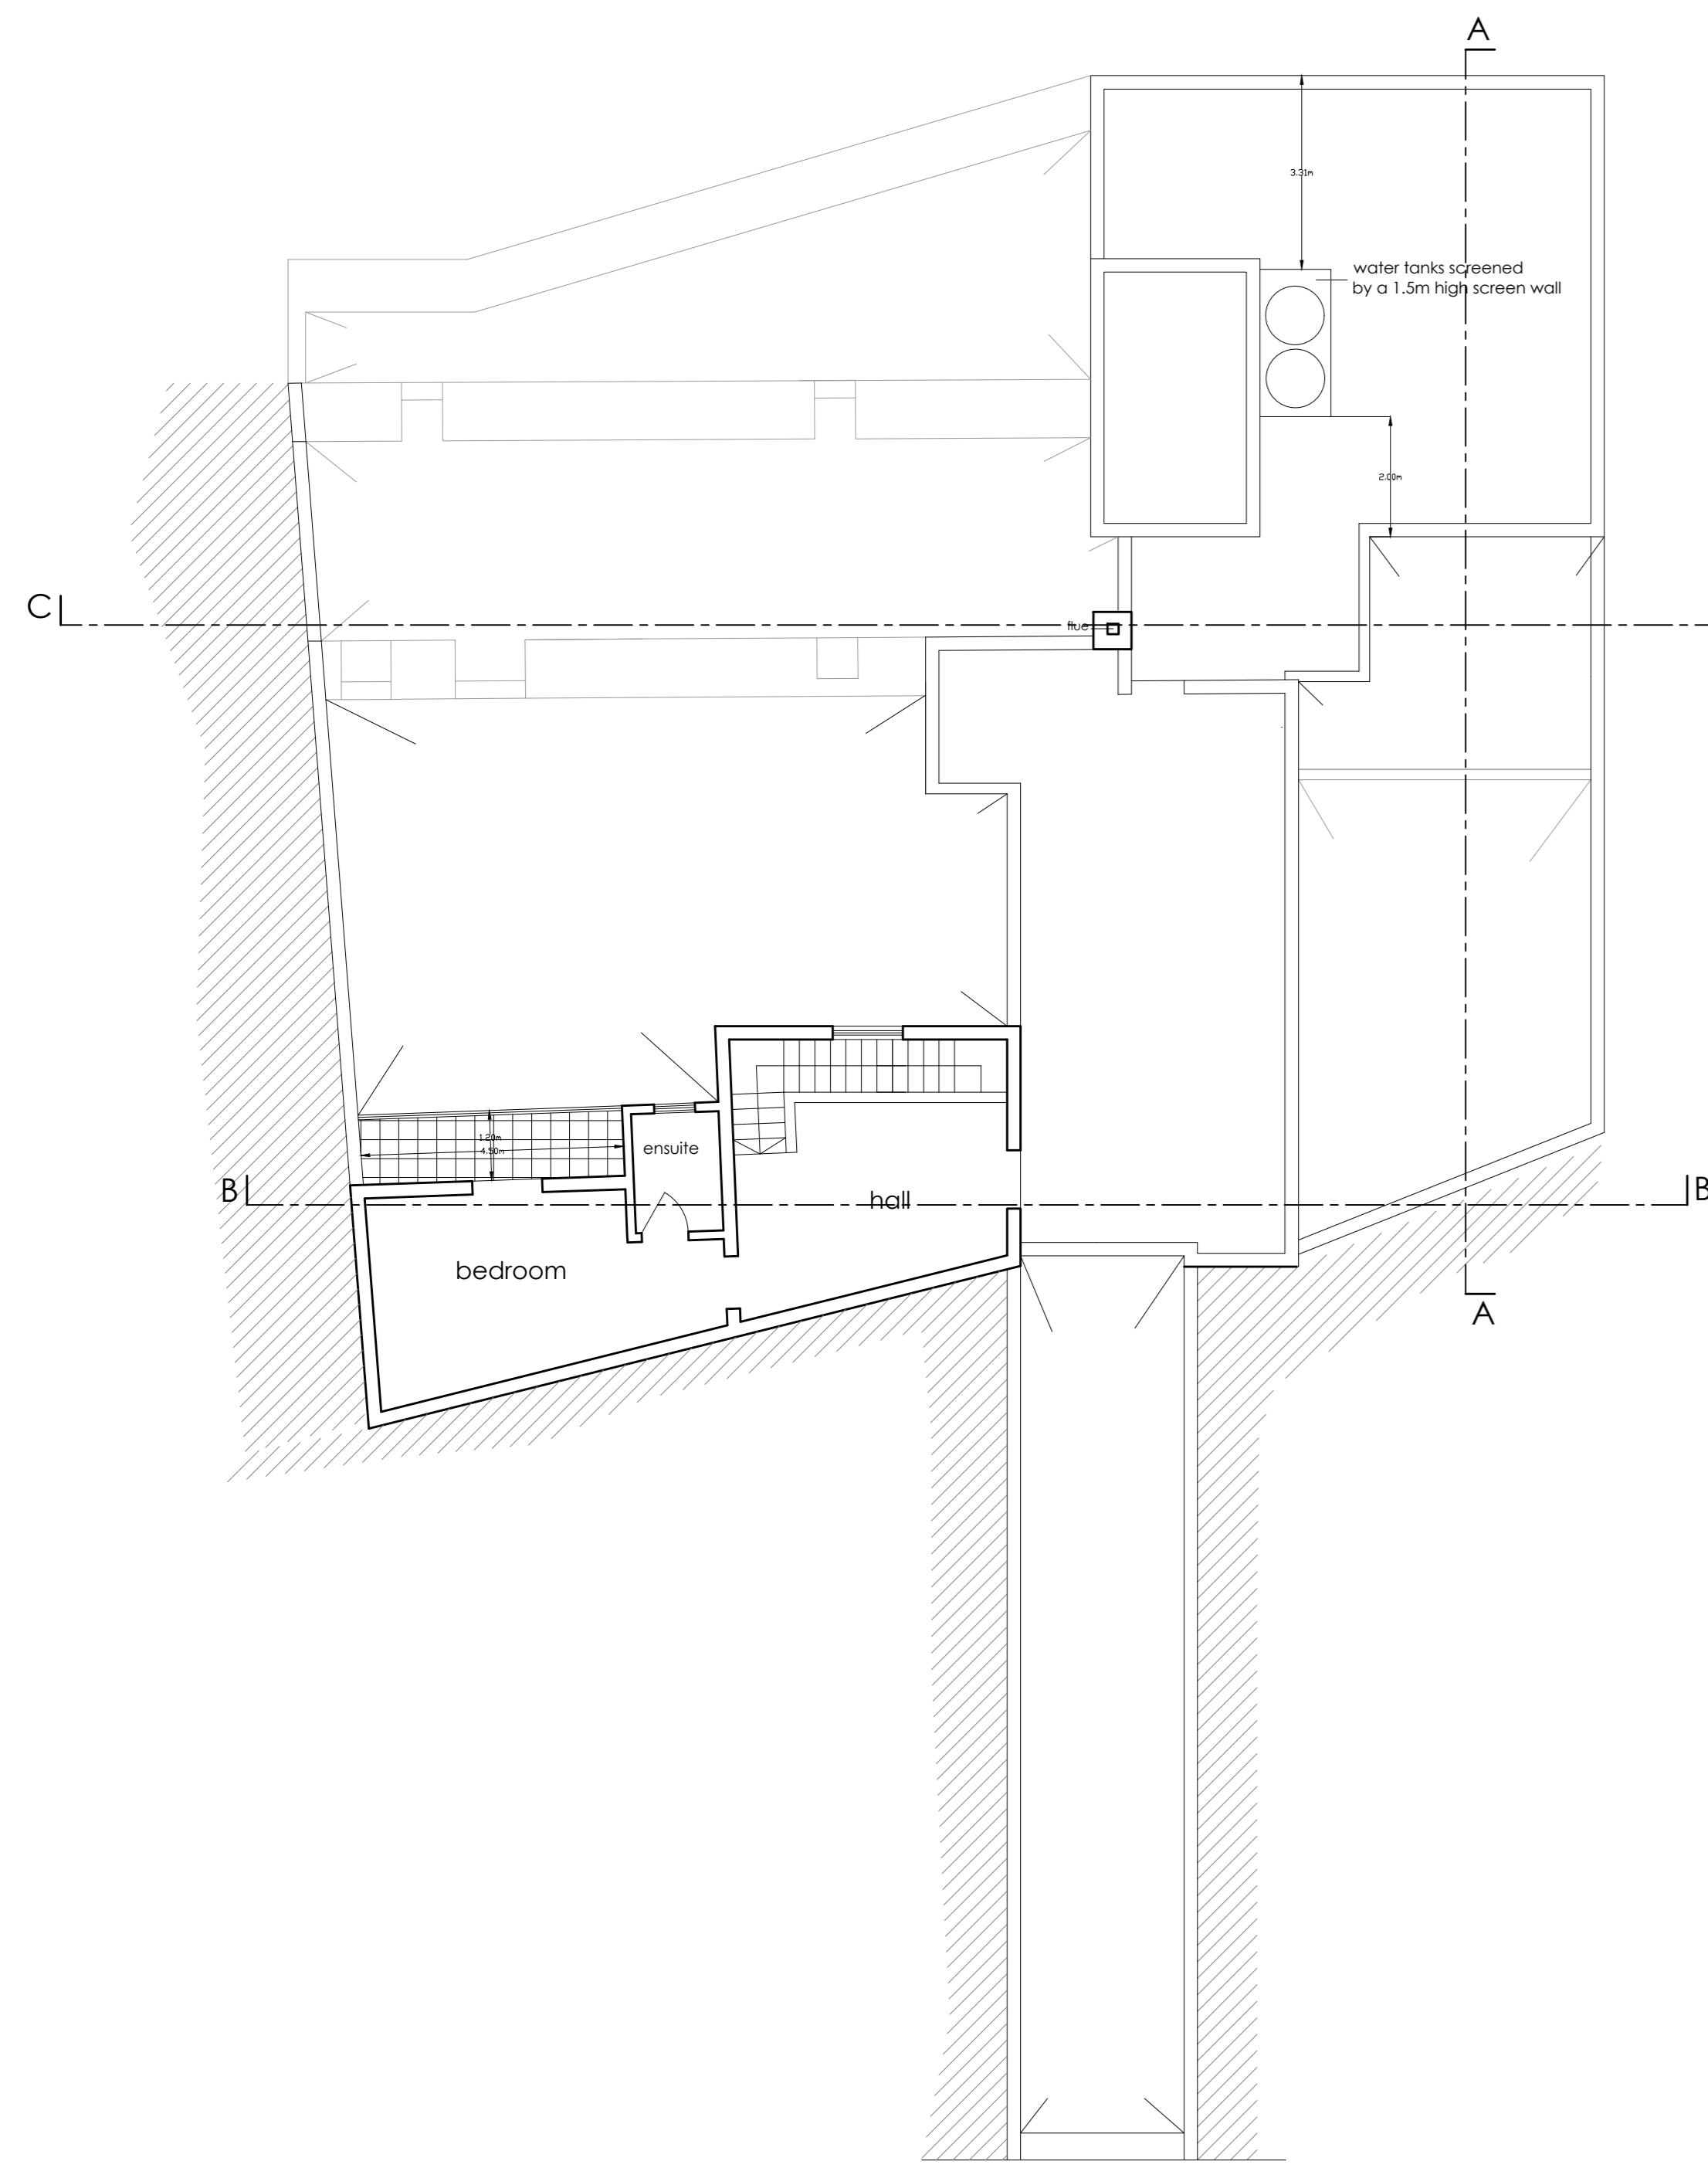 A
3.31m
water tanks screened
by a 1.5m high screen wall
2.00m
C
flue
1.20m
4.50m
ensuite
B
hall
B
bedroom
A